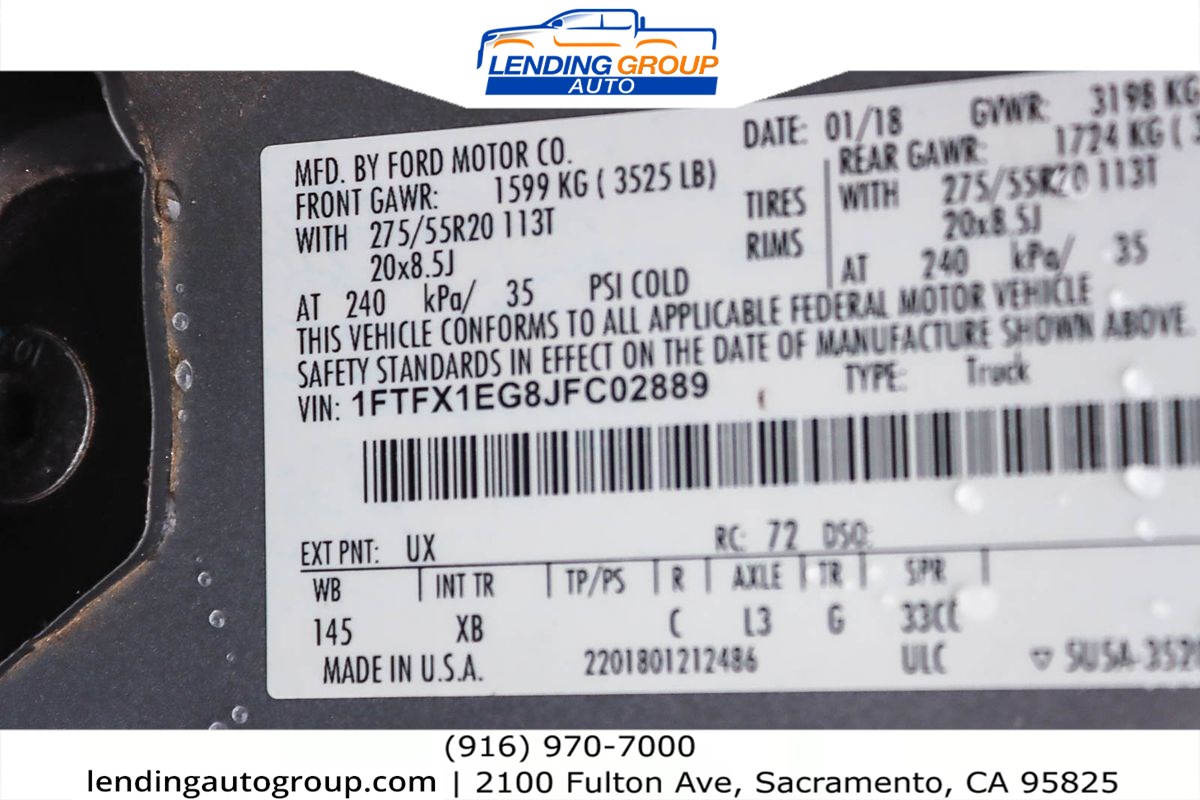 LENDING GROUP
AUTO
MFD. BY FORD MOTOR CO.
DATE: 01/18 GVWR: 3198 KG
FRONT GAWR: 1599 KG ( 3525 LB)
REAR GAWR: 1724 KG (
WITH 275/55R20 113T TIRES WITH 275/55R20 113T
20x8.5J RIMS 20x8.5J
AT 240 kPa/ 35 PSI COLD AT 240 kPa/ 35
THIS VEHICLE CONFORMS TO ALL APPLICABLE FEDERAL MOTOR VEHICLE
SAFETY STANDARDS IN EFFECT ON THE DATE OF MANUFACTURE SHOWN ABOVE.
VIN: 1FTFX1EG8JFC02889 TYPE: Truck
EXT PNT: UX RC: 72 DSO:
WB INT TR TP/PS R AXLE TR SPR
145 XB C L3 G
MADE IN U.S.A. 2201801212486 ULC
(916) 970-7000
lendingautogroup.com | 2100 Fulton Ave, Sacramento, CA 95825